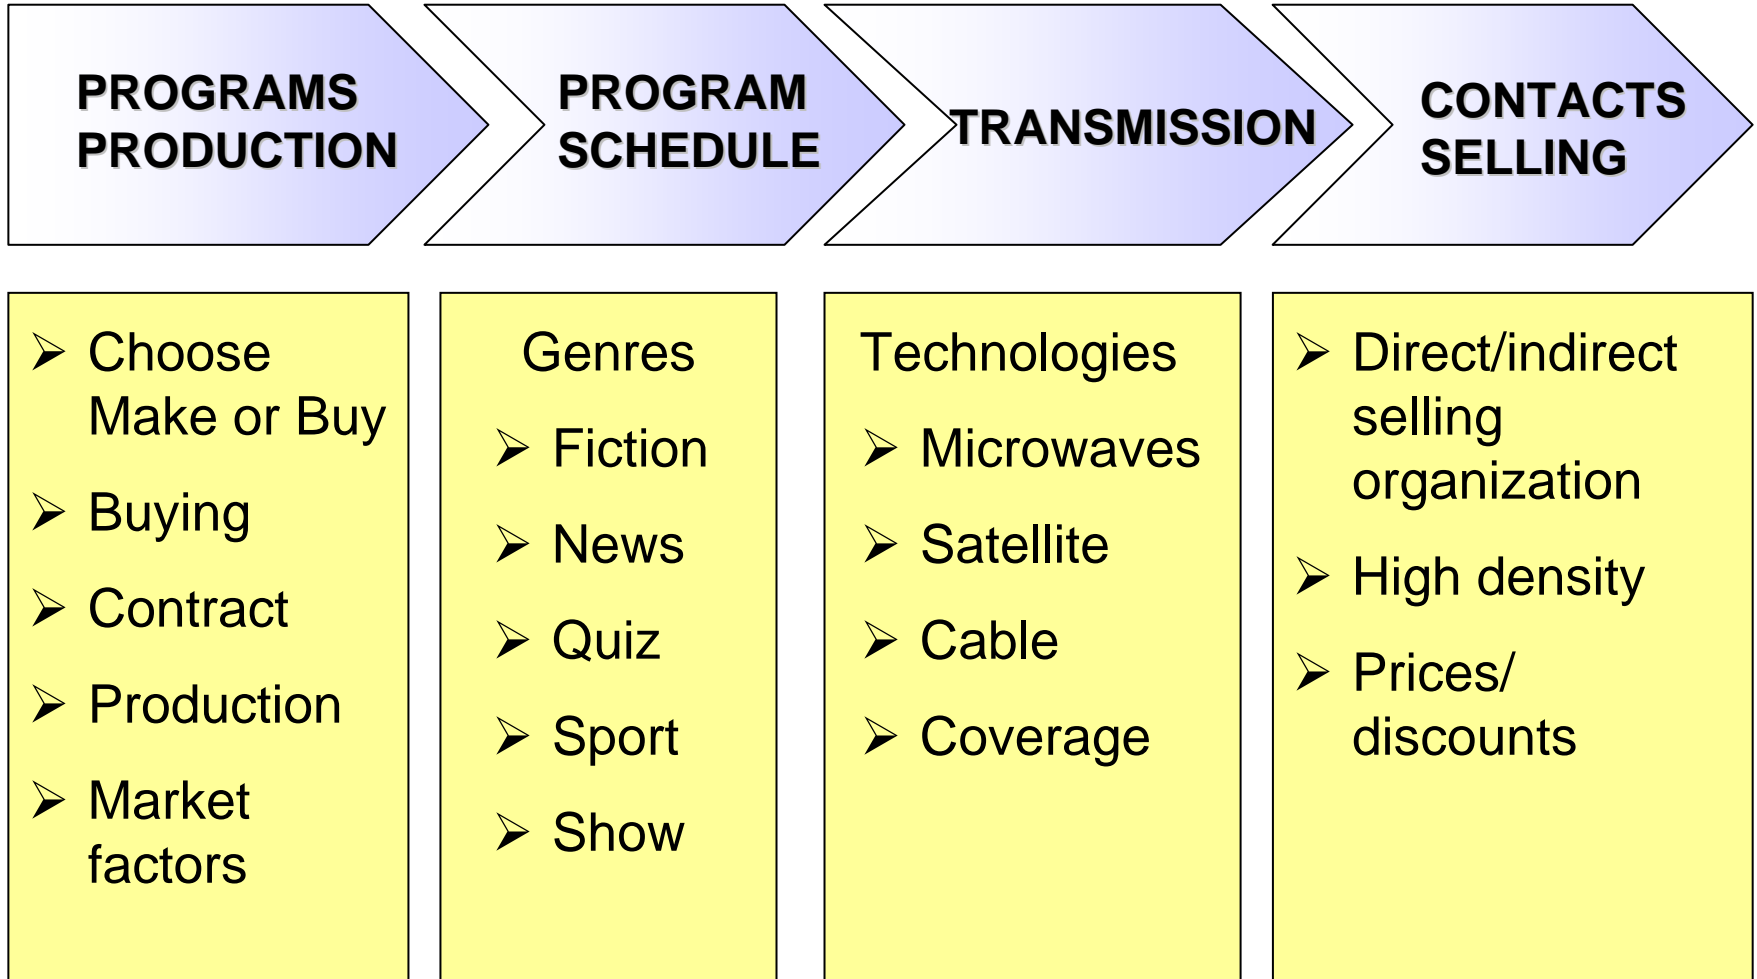 PROGRAMS
PRODUCTION
PROGRAM
SCHEDULE
TRANSMISSION
CONTACTS
SELLING
➢ Choose
Make or Buy
➢ Buying
➢ Contract
➢ Production
➢ Market
factors
Genres
➢ Fiction
➢ News
➢ Quiz
➢ Sport
➢ Show
Technologies
➢ Microwaves
➢ Satellite
➢ Cable
➢ Coverage
➢ Direct/indirect
selling
organization
➢ High density
➢ Prices/
discounts